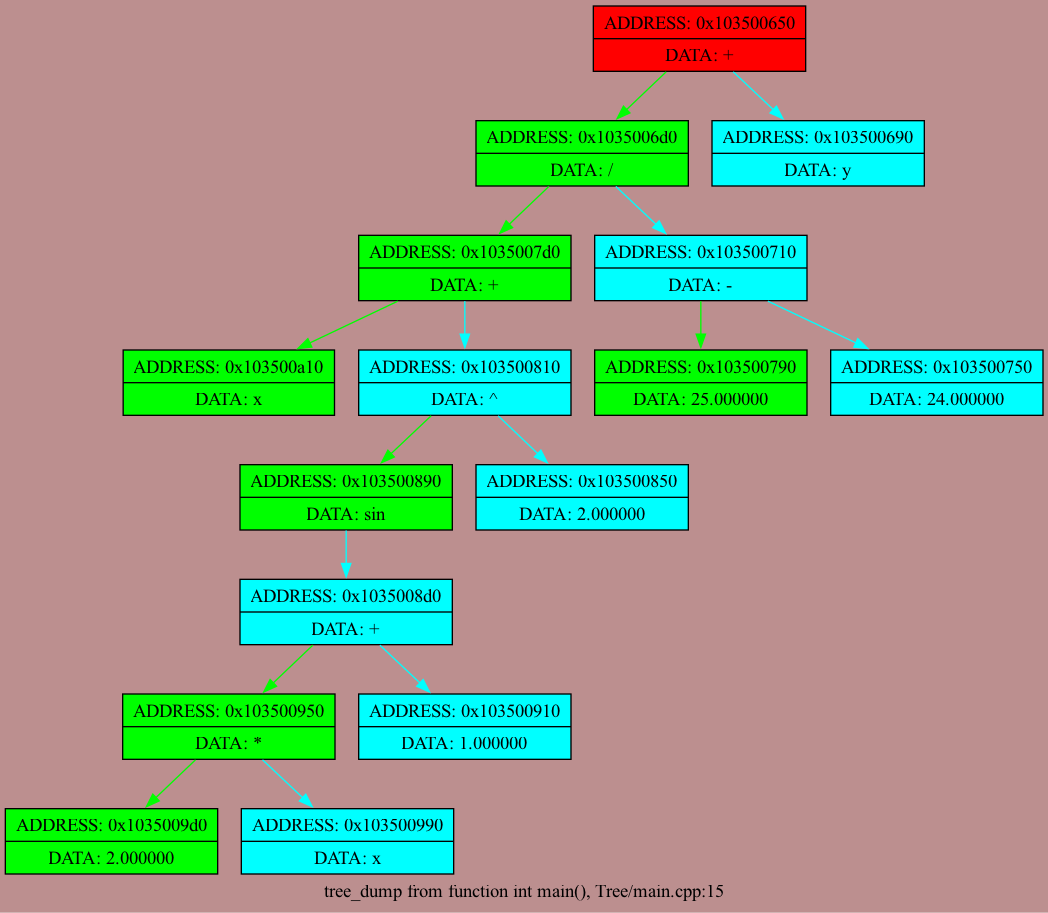 ADDRESS: 0x103500650
DATA: +
ADDRESS: 0x1035006d0
DATA: /
ADDRESS: 0x103500690
DATA: y
ADDRESS: 0x1035007d0
DATA: +
ADDRESS: 0x103500710
DATA: -
ADDRESS: 0x103500a10
DATA: x
ADDRESS: 0x103500810
DATA: ^
ADDRESS: 0x103500790
DATA: 25.000000
ADDRESS: 0x103500750
DATA: 24.000000
ADDRESS: 0x103500890
DATA: sin
ADDRESS: 0x103500850
DATA: 2.000000
ADDRESS: 0x1035008d0
DATA: +
ADDRESS: 0x103500950
DATA: *
ADDRESS: 0x103500910
DATA: 1.000000
ADDRESS: 0x1035009d0
DATA: 2.000000
ADDRESS: 0x103500990
DATA: x
tree_dump from function int main(), Tree/main.cpp:15